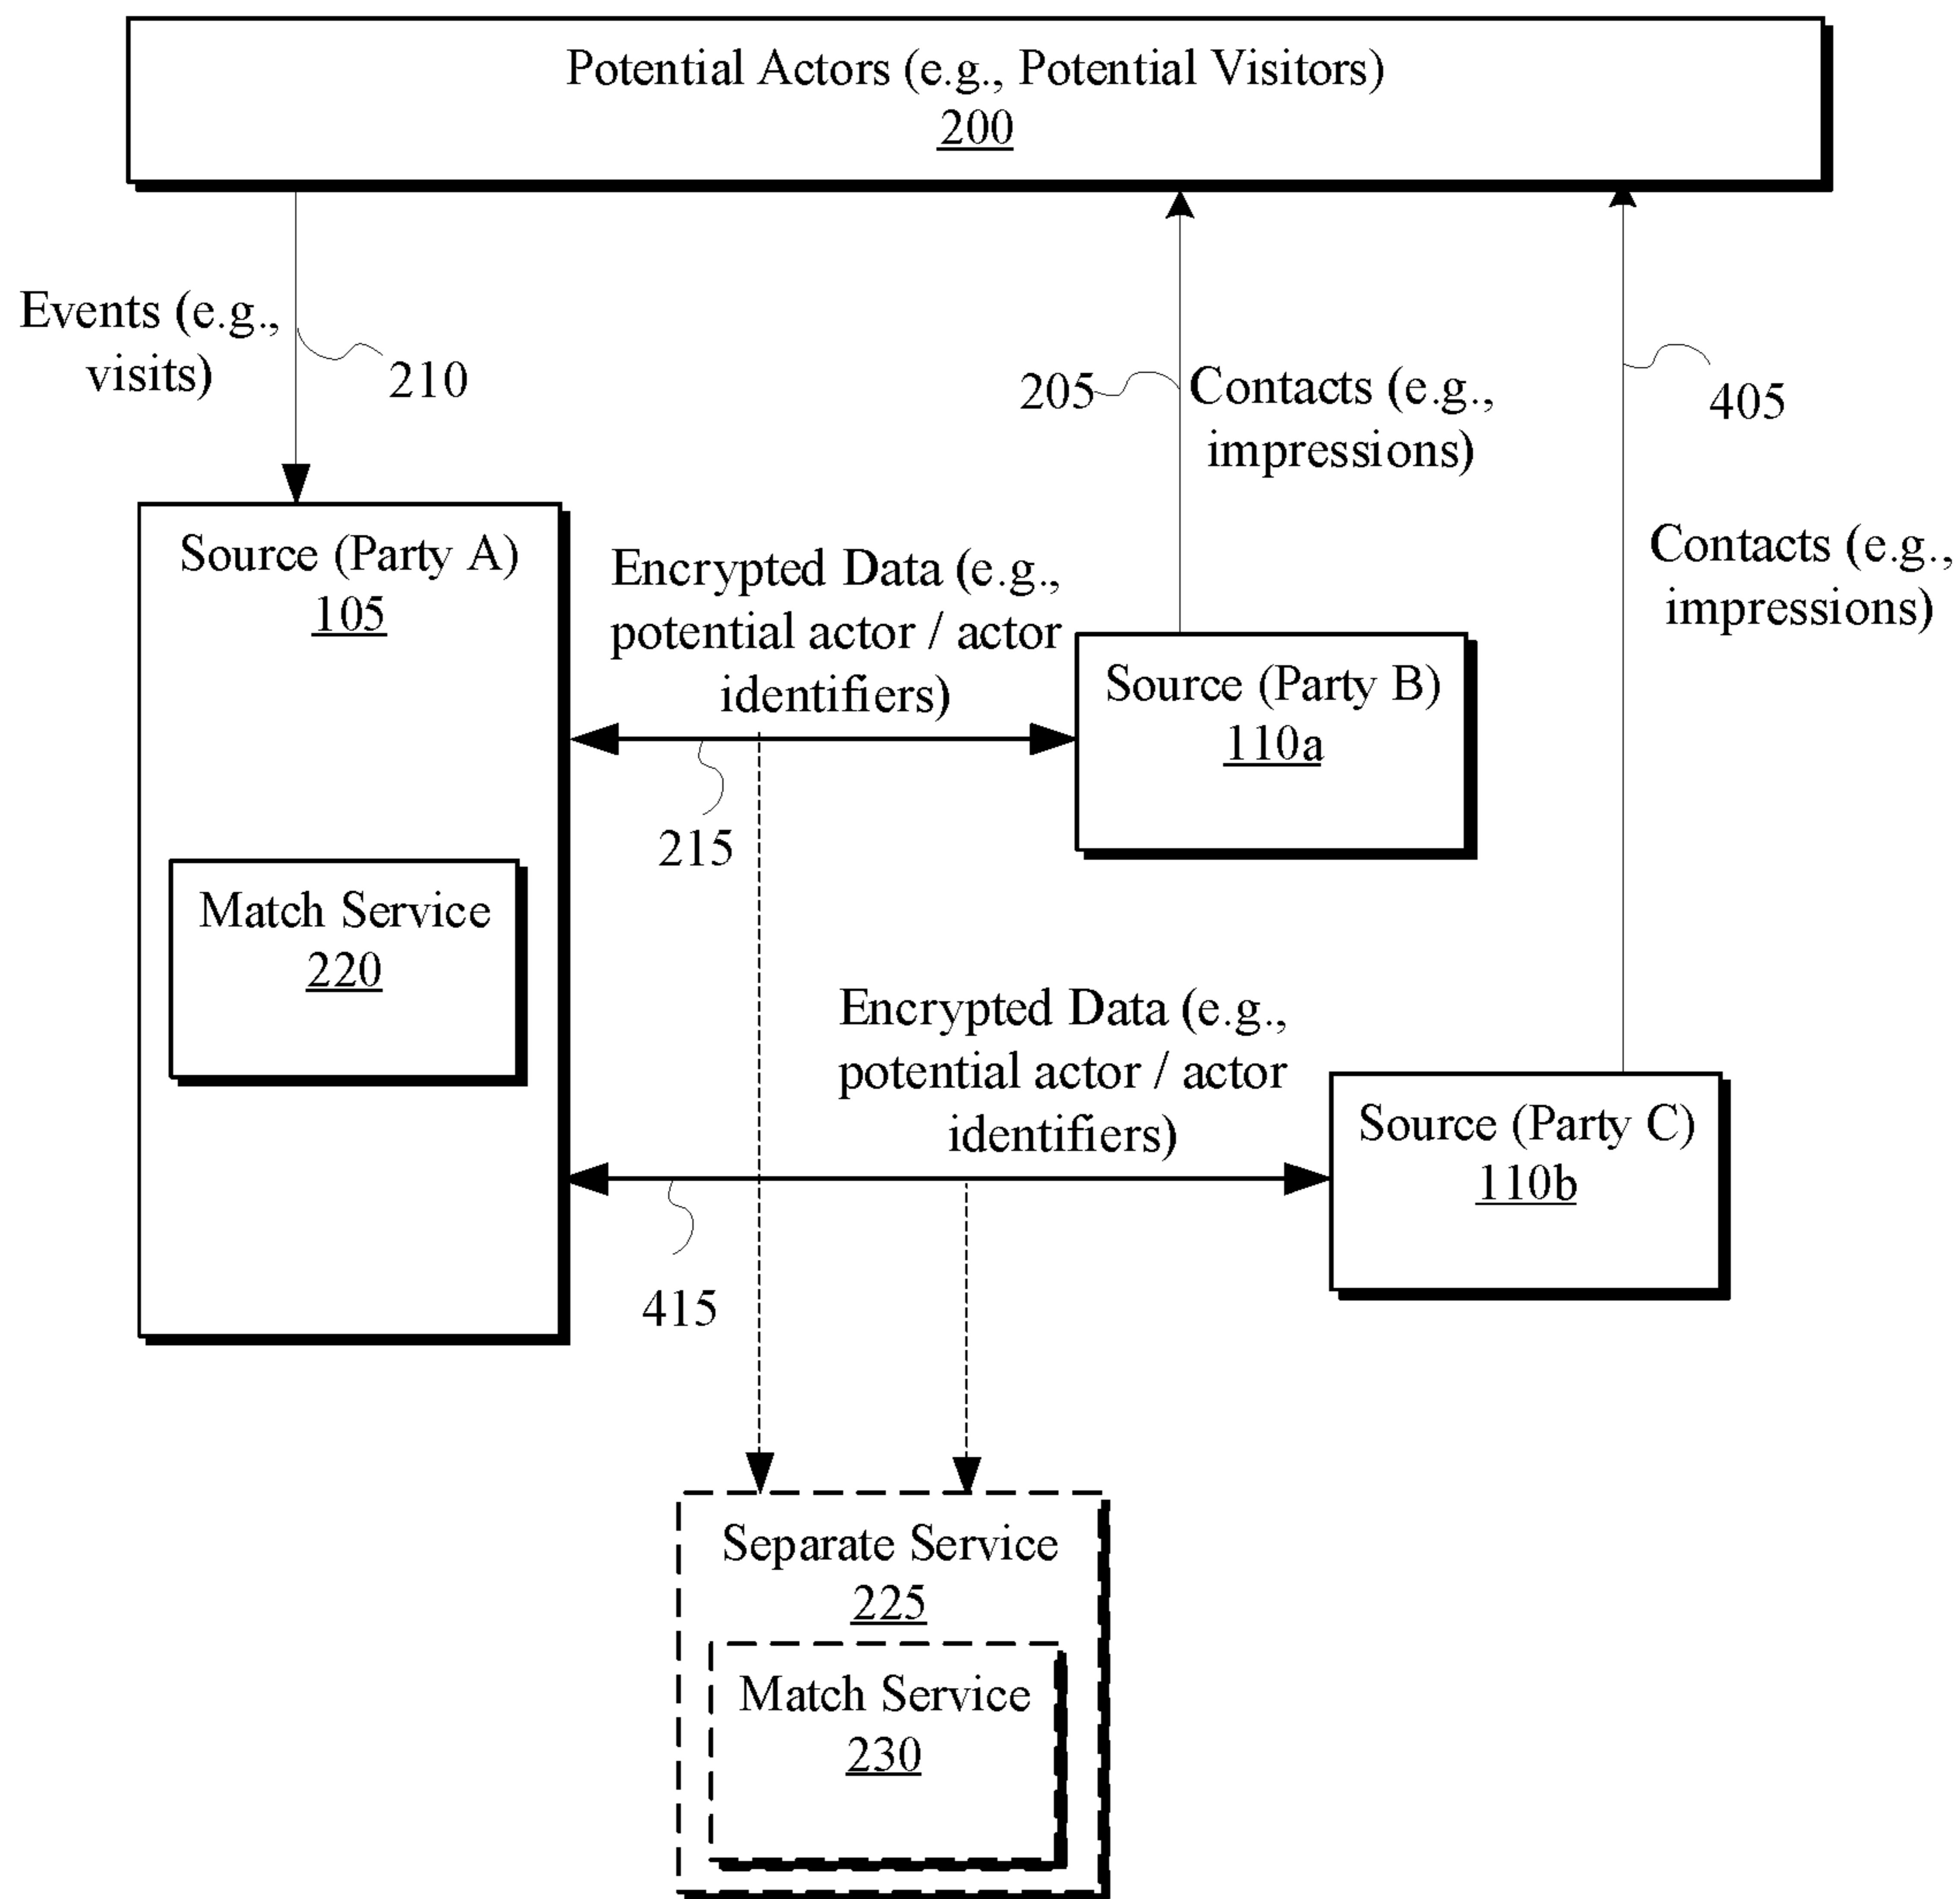 Potential Actors (e.g., Potential Visitors)
200
Events (e.g.,
visits)
210
205
Contacts (e.g.,
impressions)
405
Source (Party A)
105
Encrypted Data (e.g.,
potential actor / actor
identifiers)
215
Source (Party B)
110a
Contacts (e.g.,
impressions)
Match Service
220
Encrypted Data (e.g.,
potential actor / actor
identifiers)
415
Source (Party C)
110b
Separate Service
225
Match Service
230